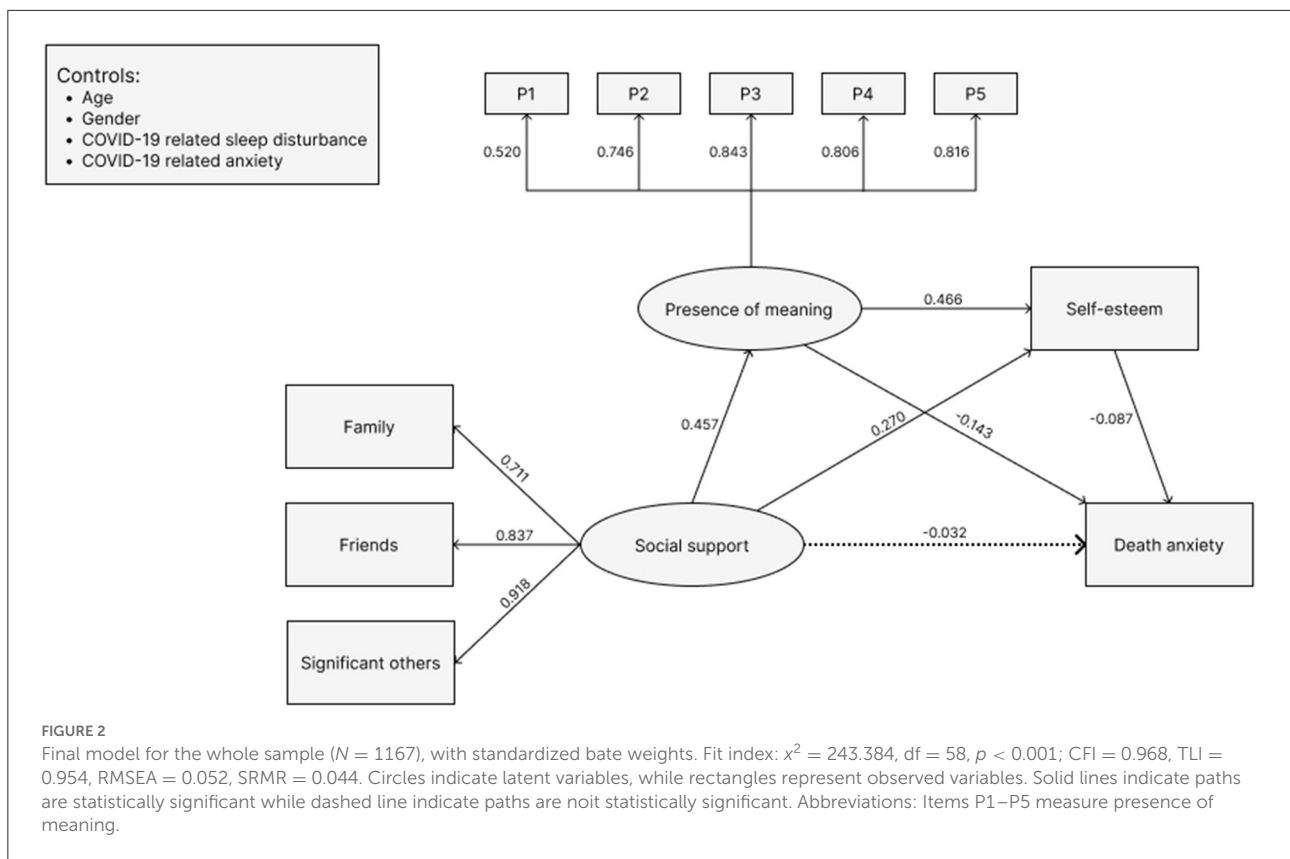 Controls:
• Age
• Gender
• COVID-19 related sleep disturbance
• COVID-19 related anxiety
P1 P2 P3 P4 P5
0.520 0.746 0.843 0.806 0.816
Presence of meaning
0.466
Self-esteem
0.457
0.270
-0.143
-0.087
Family
0.711
Friends
0.837
Social support
-0.032
Death anxiety
0.918
Significant others
FIGURE 2
Final model for the whole sample (N = 1167), with standardized bate weights. Fit index: x² = 243.384, df = 58, p < 0.001; CFI = 0.968, TLI =
0.954, RMSEA = 0.052, SRMR = 0.044. Circles indicate latent variables, while rectangles represent observed variables. Solid lines indicate paths
are statistically significant while dashed line indicate paths are noit statistically significant. Abbreviations: Items P1–P5 measure presence of
meaning.